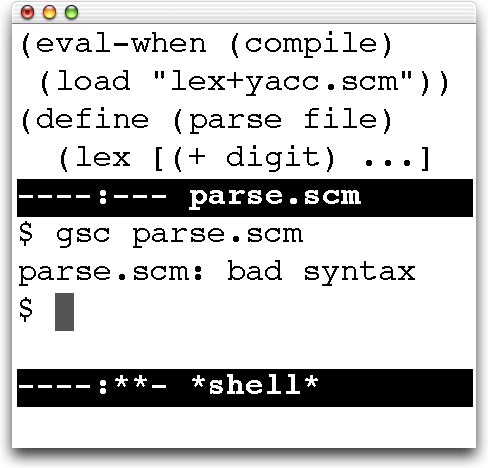 (eval-when (compile)
 (load "lex+yacc.scm"))
(define (parse file)
  (lex [(+ digit) ...]
----:--- parse.scm
$ gsc parse.scm
parse.scm: bad syntax
$
----:**- *shell*